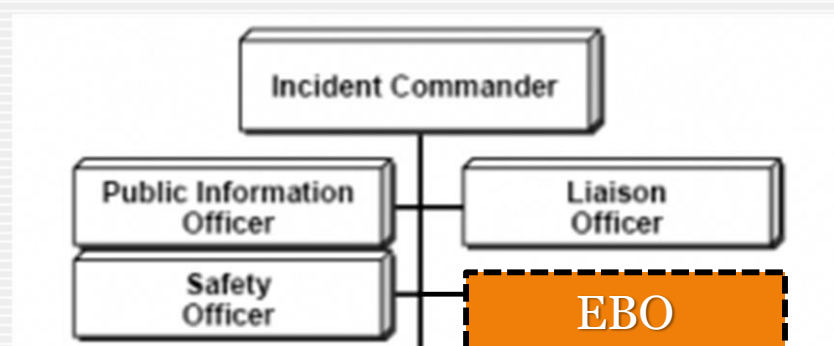 Incident Commander
Public Information
Officer
Liaison
Officer
Safety
Officer
EBO